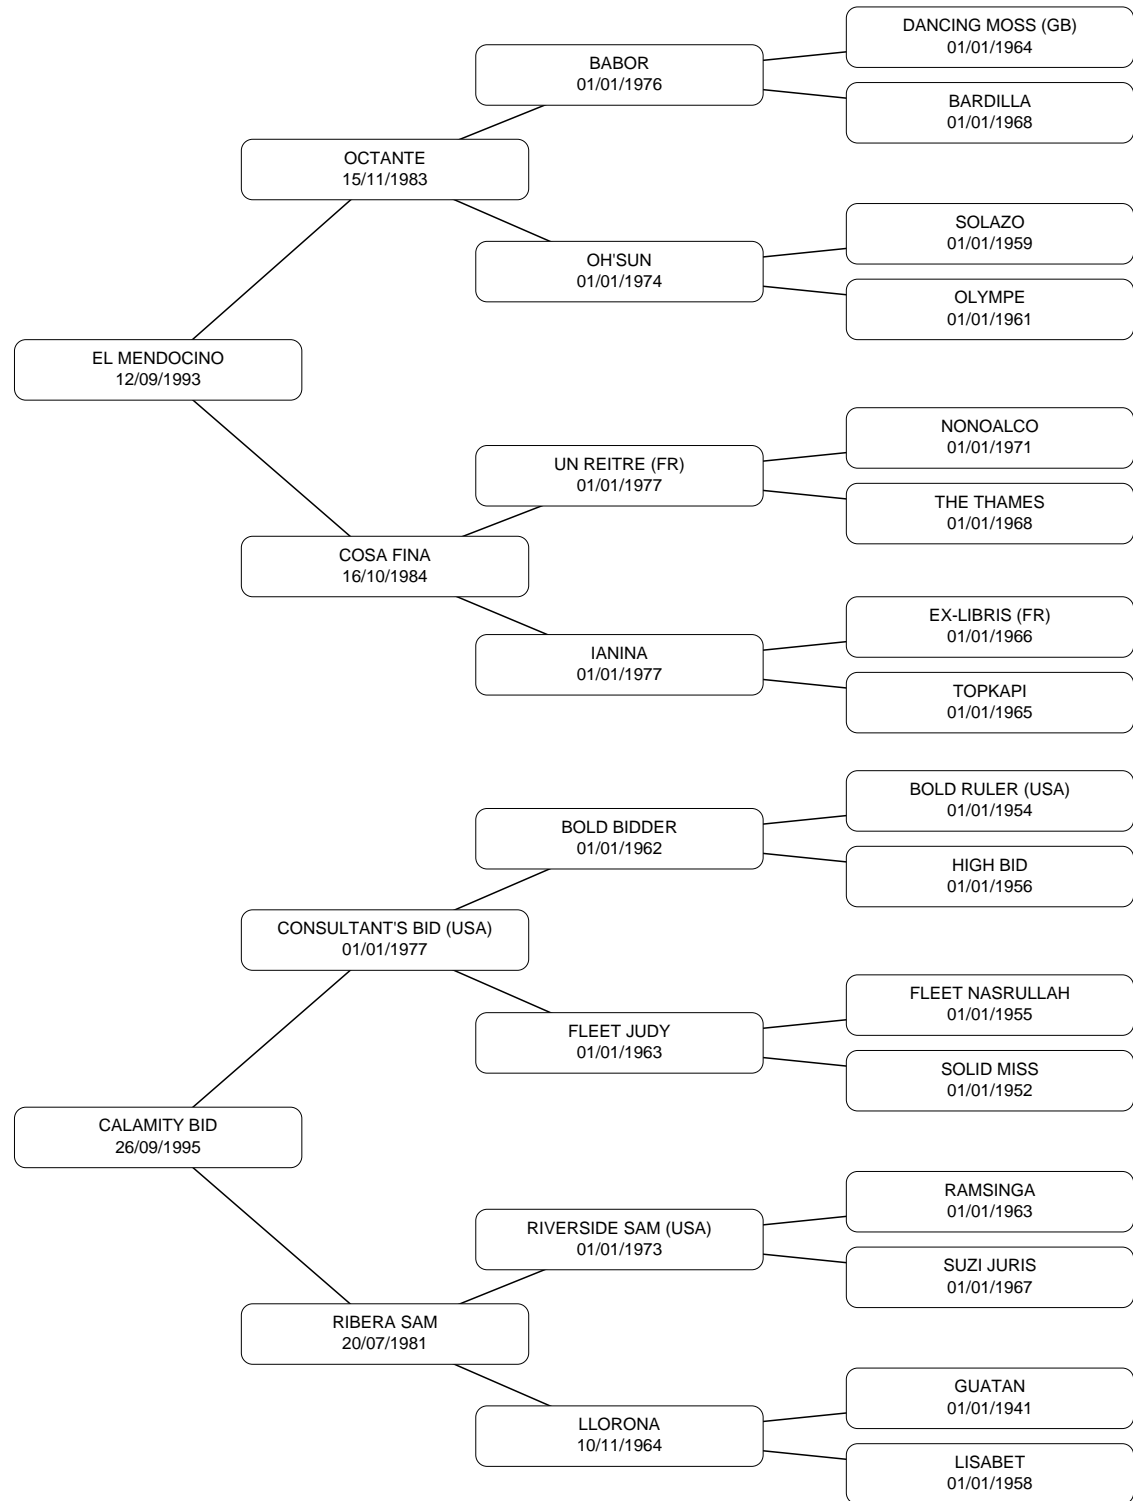 DANCING MOSS (GB)
01/01/1964
BABOR
01/01/1976
BARDILLA
01/01/1968
OCTANTE
15/11/1983
SOLAZO
01/01/1959
OH'SUN
01/01/1974
OLYMPE
01/01/1961
EL MENDOCINO
12/09/1993
NONOALCO
01/01/1971
UN REITRE (FR)
01/01/1977
THE THAMES
01/01/1968
COSA FINA
16/10/1984
EX-LIBRIS (FR)
01/01/1966
IANINA
01/01/1977
TOPKAPI
01/01/1965
BOLD RULER (USA)
01/01/1954
BOLD BIDDER
01/01/1962
HIGH BID
01/01/1956
CONSULTANT'S BID (USA)
01/01/1977
FLEET NASRULLAH
01/01/1955
FLEET JUDY
01/01/1963
SOLID MISS
01/01/1952
CALAMITY BID
26/09/1995
RAMSINGA
01/01/1963
RIVERSIDE SAM (USA)
01/01/1973
SUZI JURIS
01/01/1967
RIBERA SAM
20/07/1981
GUATAN
01/01/1941
LLORONA
10/11/1964
LISABET
01/01/1958